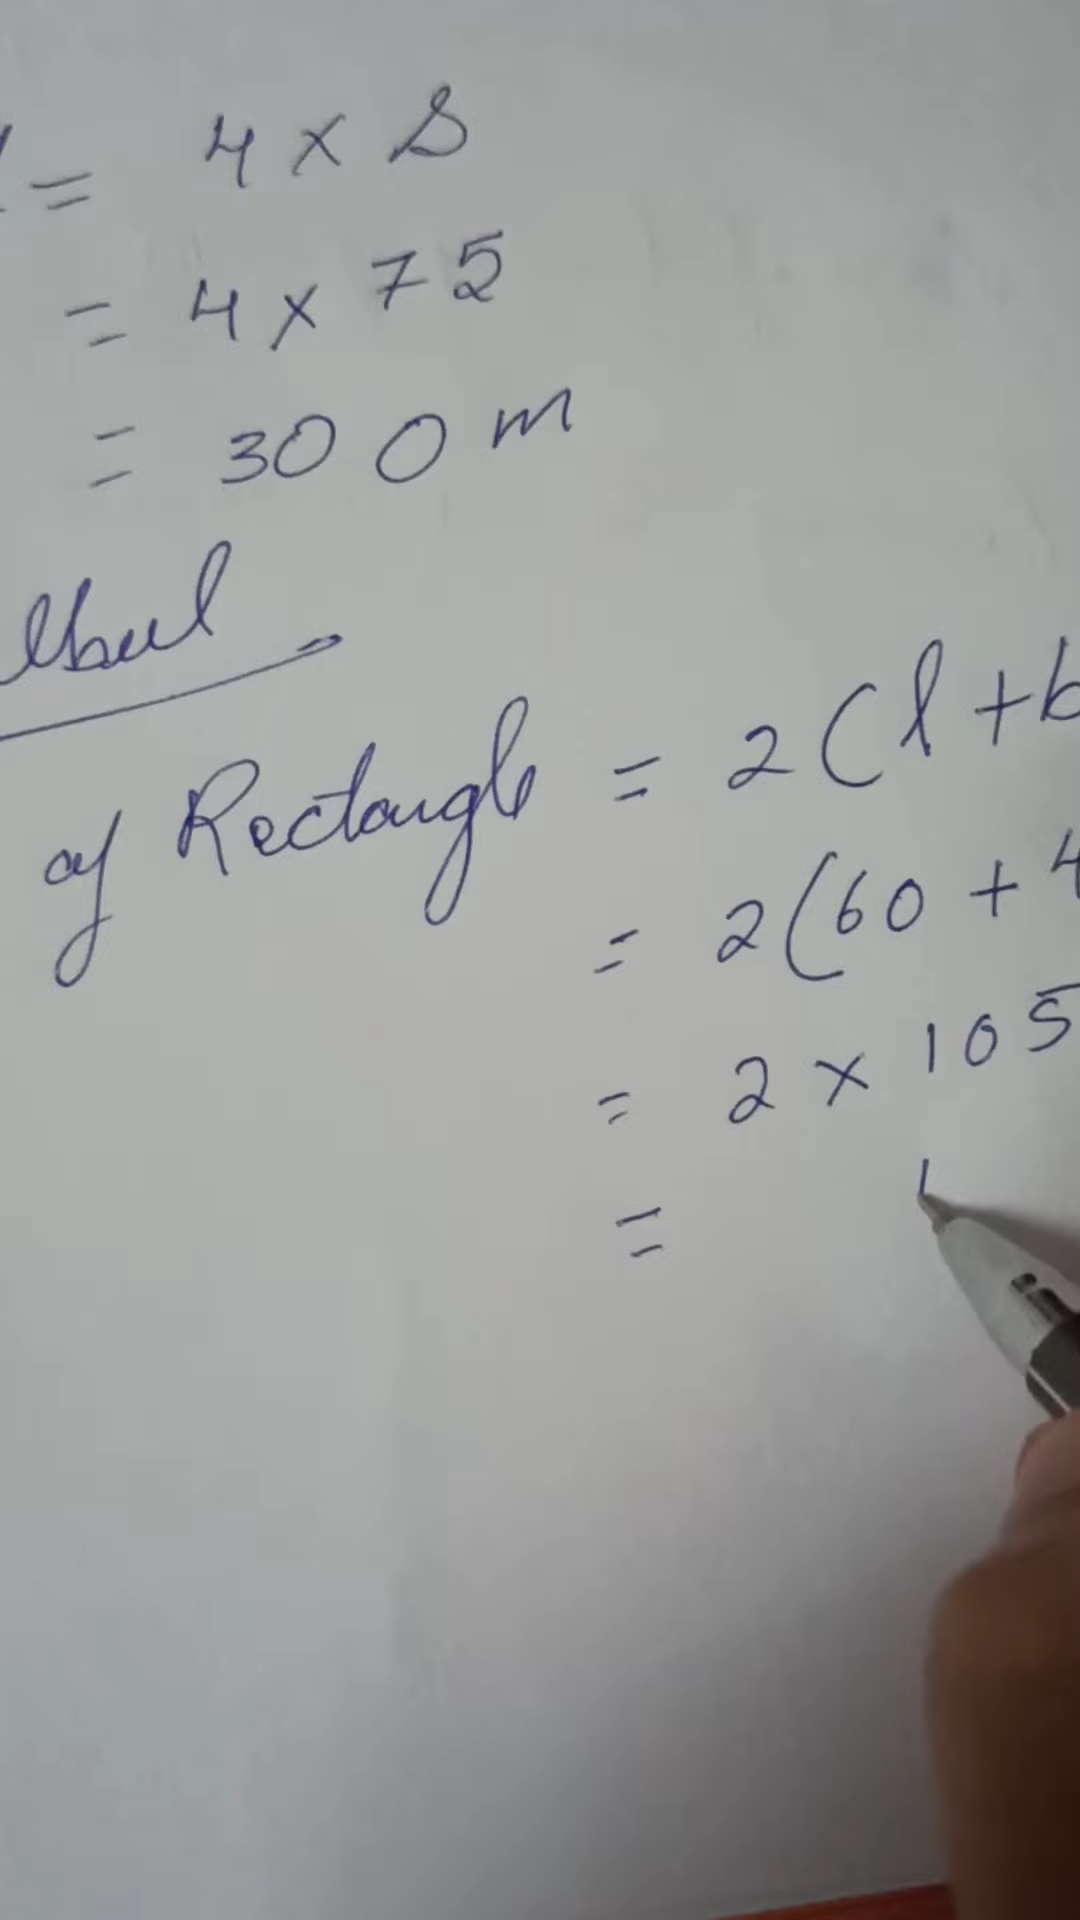 = 4 × S
= 4 × 75
= 300 m
of Rectangle = 2(l+b
= 2(60 + 4
= 2 × 105
=